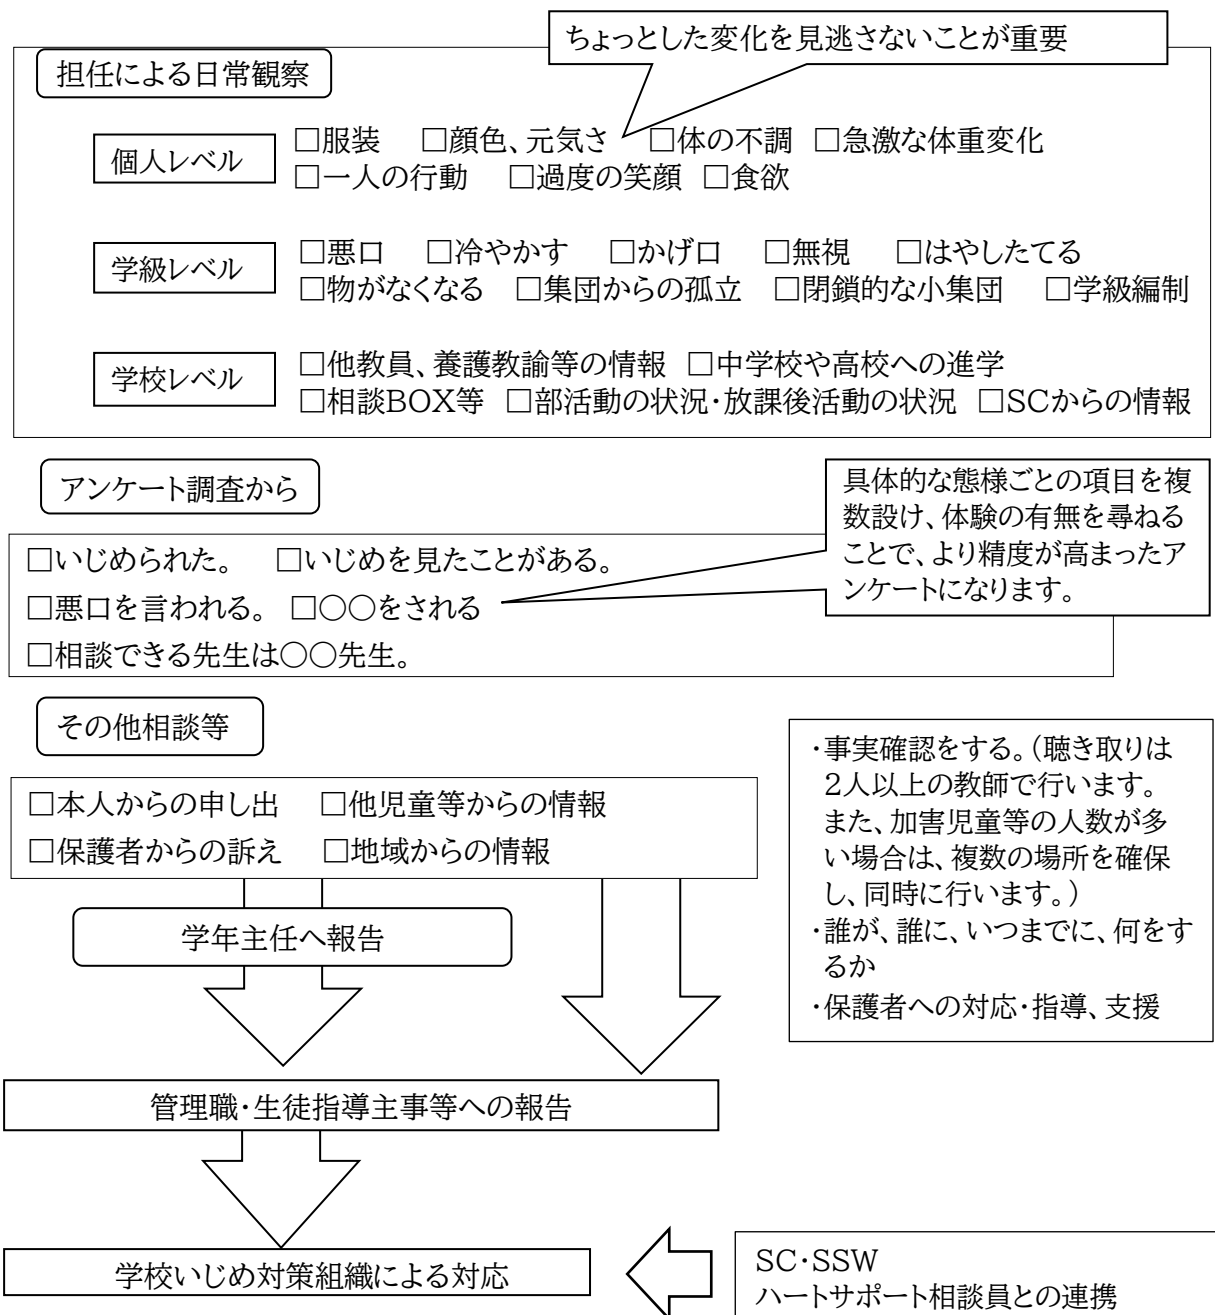 ちょっとした変化を見逃さないことが重要
担任による日常観察
個人レベル
□服装 □顔色、元気さ □体の不調 □急激な体重変化
□一人の行動 □過度の笑顔 □食欲
学級レベル
□悪口 □冷やかす □かげ口 □無視 □はやしたてる
□物がなくなる □集団からの孤立 □閉鎖的な小集団 □学級編制
学校レベル
□他教員、養護教諭等の情報 □中学校や高校への進学
□相談BOX等 □部活動の状況・放課後活動の状況 □SCからの情報
アンケート調査から
具体的な態様ごとの項目を複
数設け、体験の有無を尋ねる
ことで、より精度が高まったア
ンケートになります。
□いじめられた。 □いじめを見たことがある。
□悪口を言われる。 □○○をされる
□相談できる先生は○○先生。
その他相談等
□本人からの申し出 □他児童等からの情報
□保護者からの訴え □地域からの情報
・事実確認をする。(聴き取りは
2人以上の教師で行います。
また、加害児童等の人数が多
い場合は、複数の場所を確保
し、同時に行います。)
・誰が、誰に、いつまでに、何をす
るか
・保護者への対応・指導、支援
学年主任へ報告
管理職・生徒指導主事等への報告
学校いじめ対策組織による対応
SC・SSW
ハートサポート相談員との連携